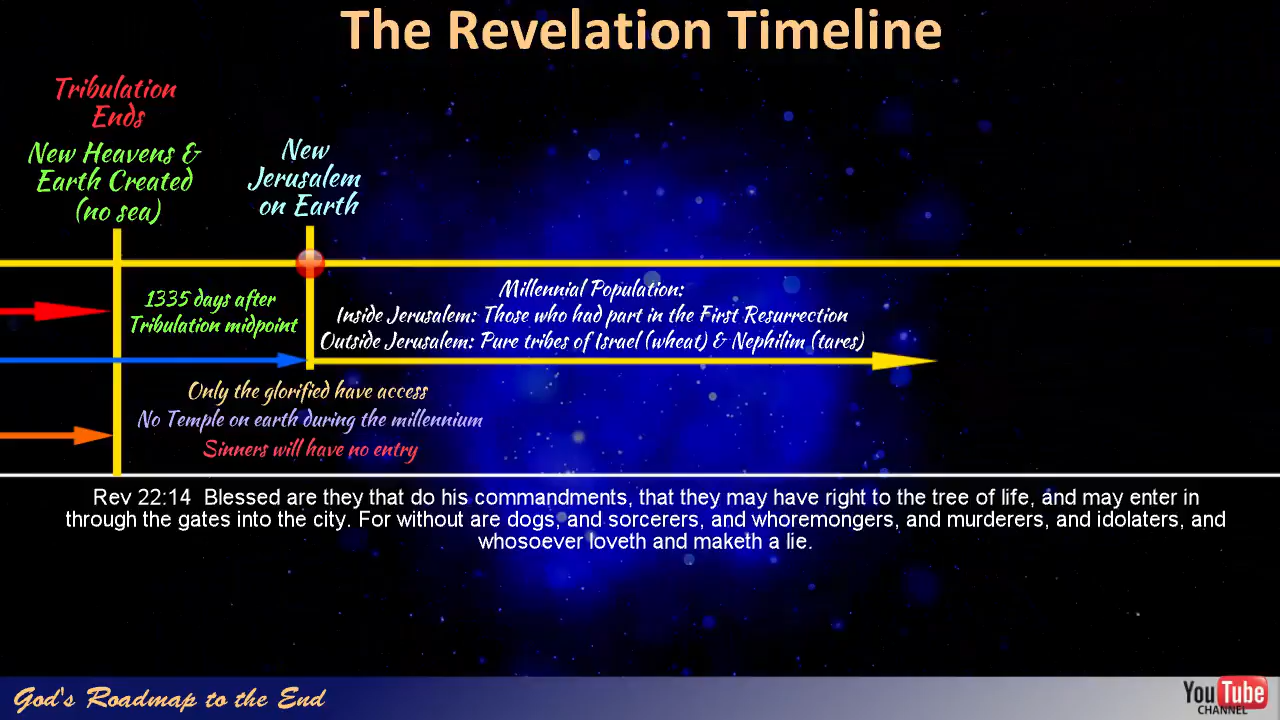 The Revelation Timeline
Tribulation
Ends
New Heavens &
Earth Created
(no sea)
New
Jerusalem
on Earth
1335 days after
Tribulation midpoint
Millennial Population:
Inside Jerusalem: Those who had part in the First Resurrection
Outside Jerusalem: Pure tribes of Israel (wheat) & Nephilim (tares)
Only the glorified have access
No Temple on earth during the millennium
Sinners will have no entry
Rev 22:14 Blessed are they that do his commandments, that they may have right to the tree of life, and may enter in
through the gates into the city. For without are dogs, and sorcerers, and whoremongers, and murderers, and idolaters, and
whosoever loveth and maketh a lie.
God's Roadmap to the End
YouTube
CHANNEL